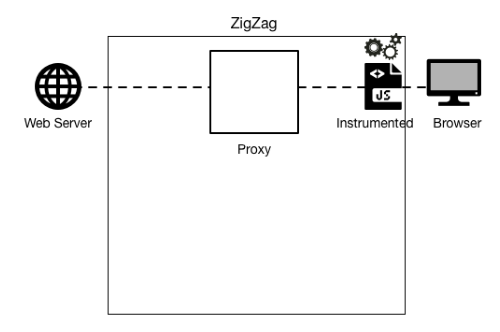 ZigZag
JS
Web Server
Instrumented
Browser
Proxy